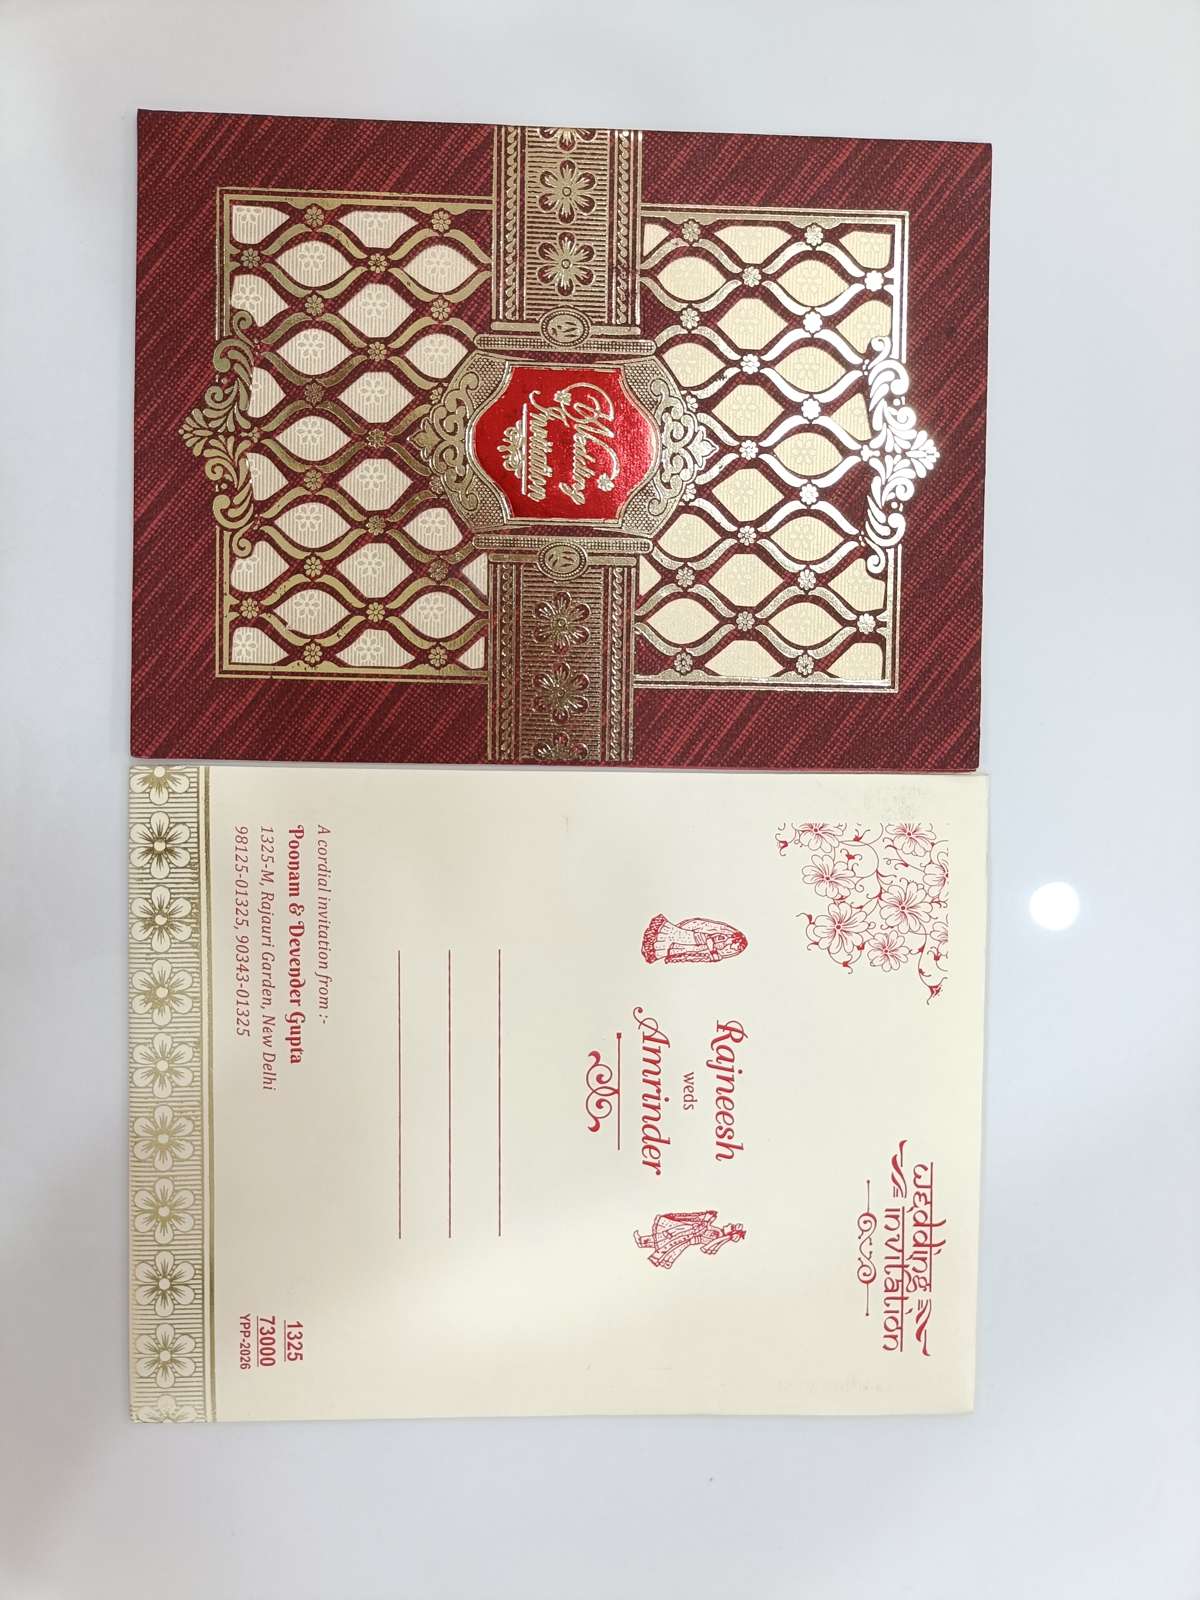 Wedding
Invitation
wedding
invitation
Rajneesh
weds
Amrinder
A cordial invitation from :-
Poonam & Devender Gupta
1325-M, Rajauri Garden, New Delhi
98125-01325, 90343-01325
1325
73000
YPP-2026